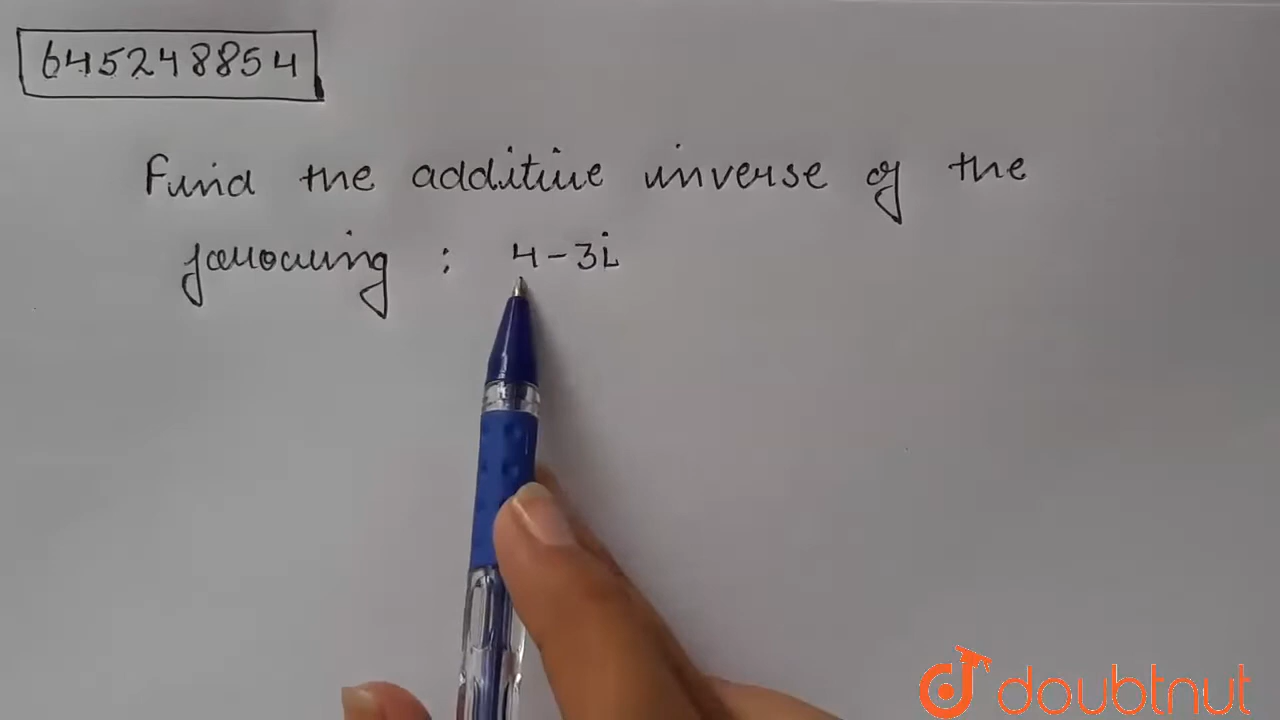 645248854
Find the additive inverse of the
following : 4-3i
doubtnut